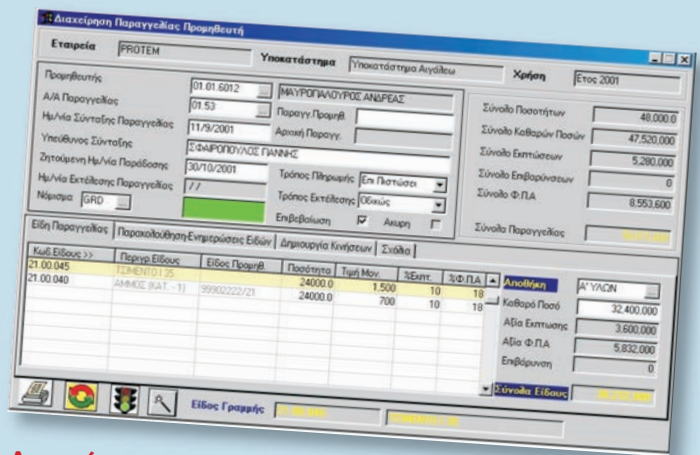 Διαχείρηση Παραγγελίας Προμηθευτή
Εταιρεία PROTEM Υποκατάστημα Υποκατάστημα Αιγάλεω Χρήση Ετος 2001
Προμηθευτής 01.01.6012 ... ΜΑΥΡΟΠΑΛΟΥΡΟΣ ΑΝΔΡΕΑΣ
Α/Α Παραγγελίας 01.53 ... Παραγγ.Προμηθ.
Ημ/νία Σύνταξης Παραγγελίας 11/9/2001 Αρχική Παραγγ.
Υπεύθυνος Σύνταξης ΣΦΑΙΡΟΠΟΥΛΟΣ ΓΙΑΝΝΗΣ
Ζητούμενη Ημ/νία Παράδοσης 30/10/2001 Τρόπος Πληρωμής Επι Πιστώσει
Ημ/νία Εκτέλεσης Παραγγελίας / / Τρόπος Εκτέλεσης Οδικώς
Νόμισμα GRD ... Επιβεβαίωση Ακυρη
Σύνολο Ποσοτήτων 48,000.0
Σύνολο Καθαρών Ποσών 47,520,000
Σύνολο Εκπτώσεων 5,280,000
Σύνολο Επιβαρύνσεων 0
Σύνολο Φ.Π.Α 8,553,600
Σύνολα Παραγγελίας
Είδη Παραγγελίας Παρακολούθηση-Ενημερώσεις Ειδών Δημιουργία Κινήσεων Σχόλια
Κωδ.Είδους >> Περιγρ.Είδους Είδος Προμηθ. Ποσότητα Τιμή Μον. %Εκπτ. %Φ.Π.Α
21.00.045 ΤΣΙΜΕΝΤΟ Ι 35 24000.0 1.500 10 18
21.00.040 ΑΜΜΟΣ (ΚΑΤ. - 1) 99902222/21 24000.0 700 10 18
Αποθήκη Α' ΥΛΩΝ ...
Καθαρό Ποσό 32,400.000
Αξία Εκπτωσης 3,600,000
Αξία Φ.Π.Α 5,832,000
Επιβάρυνση 0
Σύνολα Είδους
Είδος Γραμμής